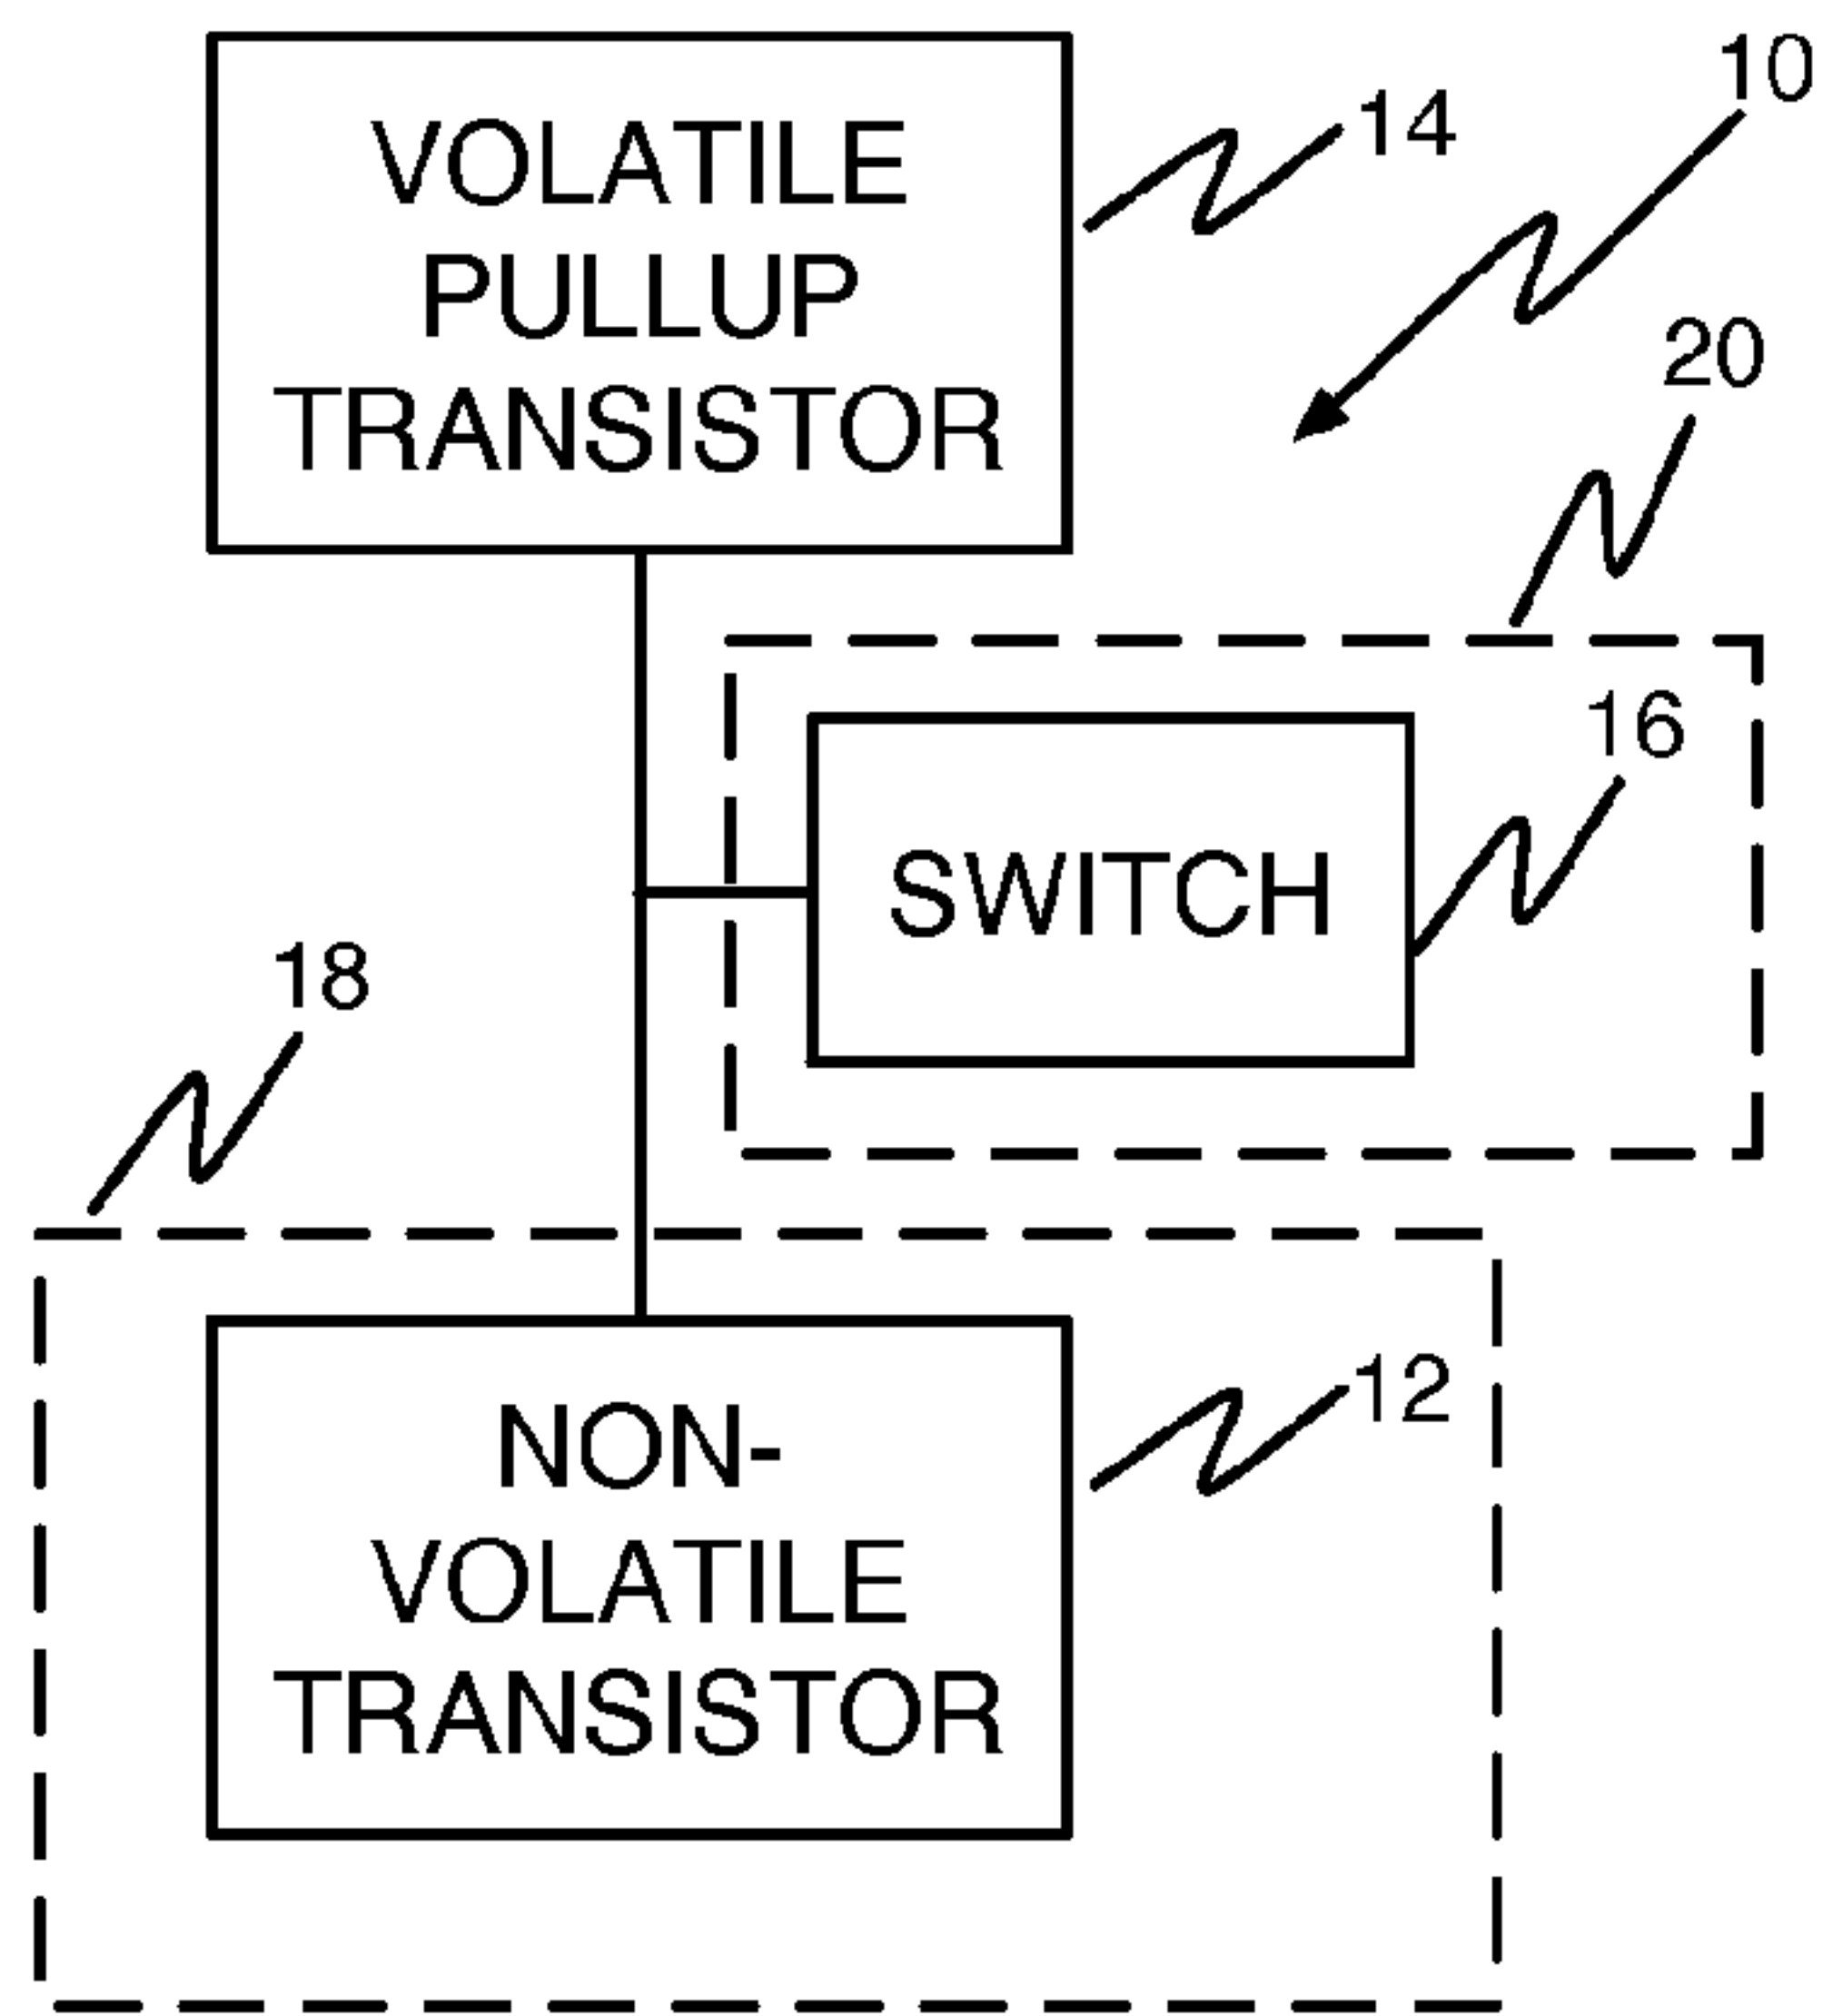 10
14
VOLATILE
PULLUP
TRANSISTOR
20
16
SWITCH
18
12
NON-
VOLATILE
TRANSISTOR